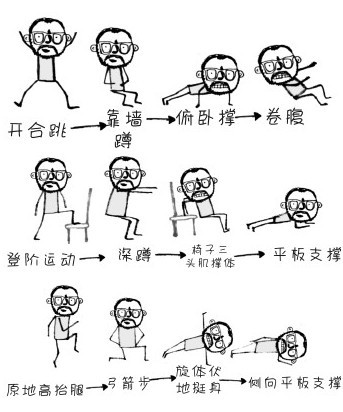 开合跳
靠墙
蹲
俯卧撑
卷腹
登阶运动
深蹲
椅子三
头肌撑体
平板支撑
原地高抬腿
弓箭步
旋体伏
地挺身
侧向平板支撑